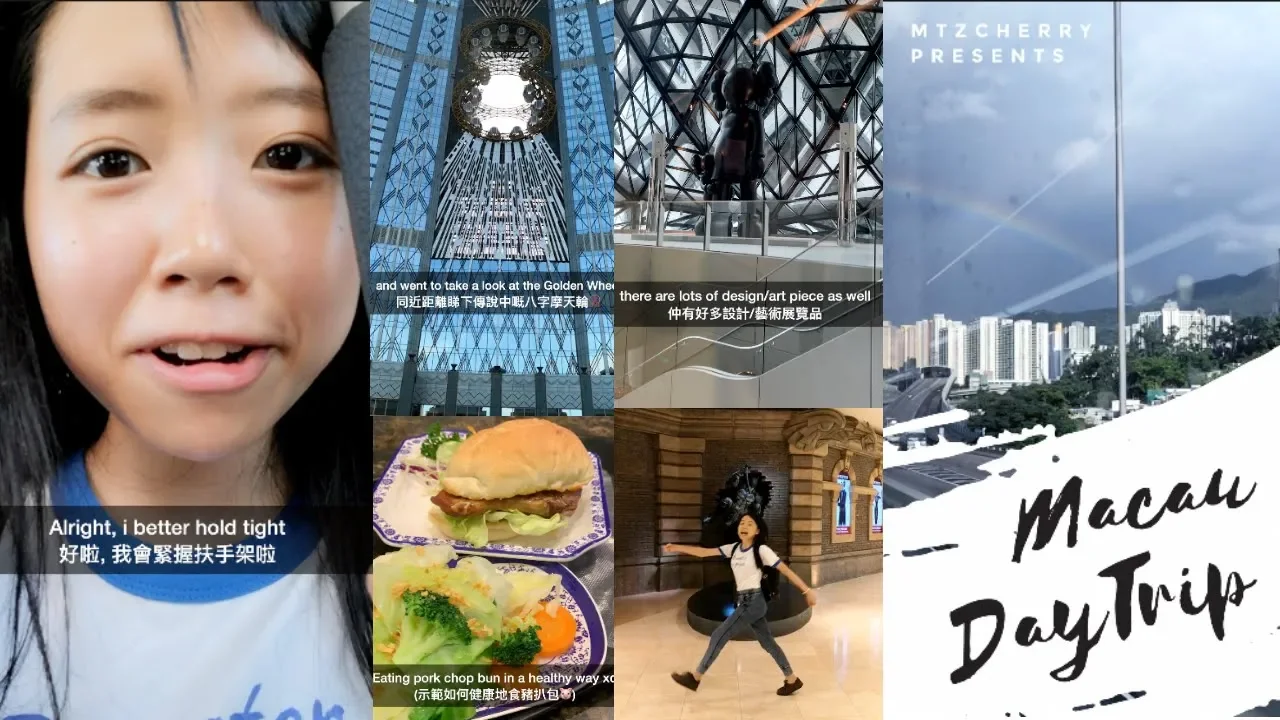 Alright, i better hold tight
好啦, 我會緊握扶手架啦
and went to take a look at the Golden
同近距離睇下傳說中嘅八字摩天輪
Eating pork chop bun in a healthy way
(示範如何健康地食豬扒包🐷)
there are lots of design/art piece as well
仲有好多設計/藝術展覽品
MTZCHERRY
PRESENTS
Macau
Day Trip